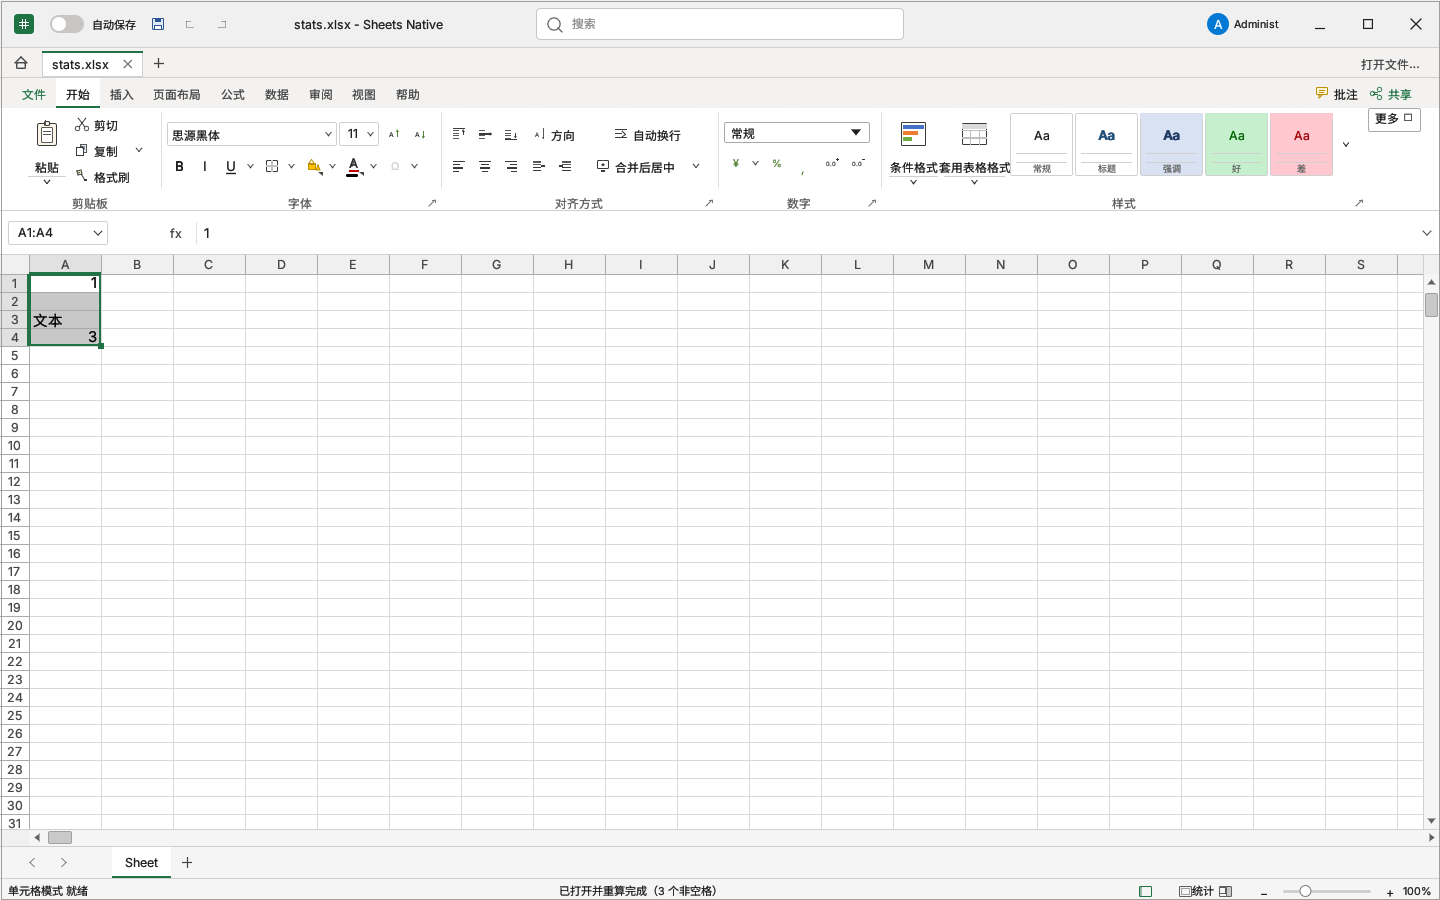 自动保存
stats.xlsx - Sheets Native
搜索
A
Administ
stats.xlsx
打开文件...
文件 开始 插入 页面布局 公式 数据 审阅 视图 帮助
批注 共享
粘贴
剪切
复制
格式刷
剪贴板
思源黑体
11
A
A
B I U
A
Ω
字体
方向
自动换行
合并后居中
对齐方式
常规
¥ % ,
0.0
0.0
数字
条件格式
套用表格格式
Aa 常规
Aa 标题
Aa 强调
Aa 好
Aa 差
样式
更多
A1:A4
fx
1
A B C D E F G H I J K L M N O P Q R S
1 1
2
3 文本
4 3
5
6
7
8
9
10
11
12
13
14
15
16
17
18
19
20
21
22
23
24
25
26
27
28
29
30
31
Sheet
单元格模式 就绪
已打开并重算完成（3 个非空格）
统计
100%